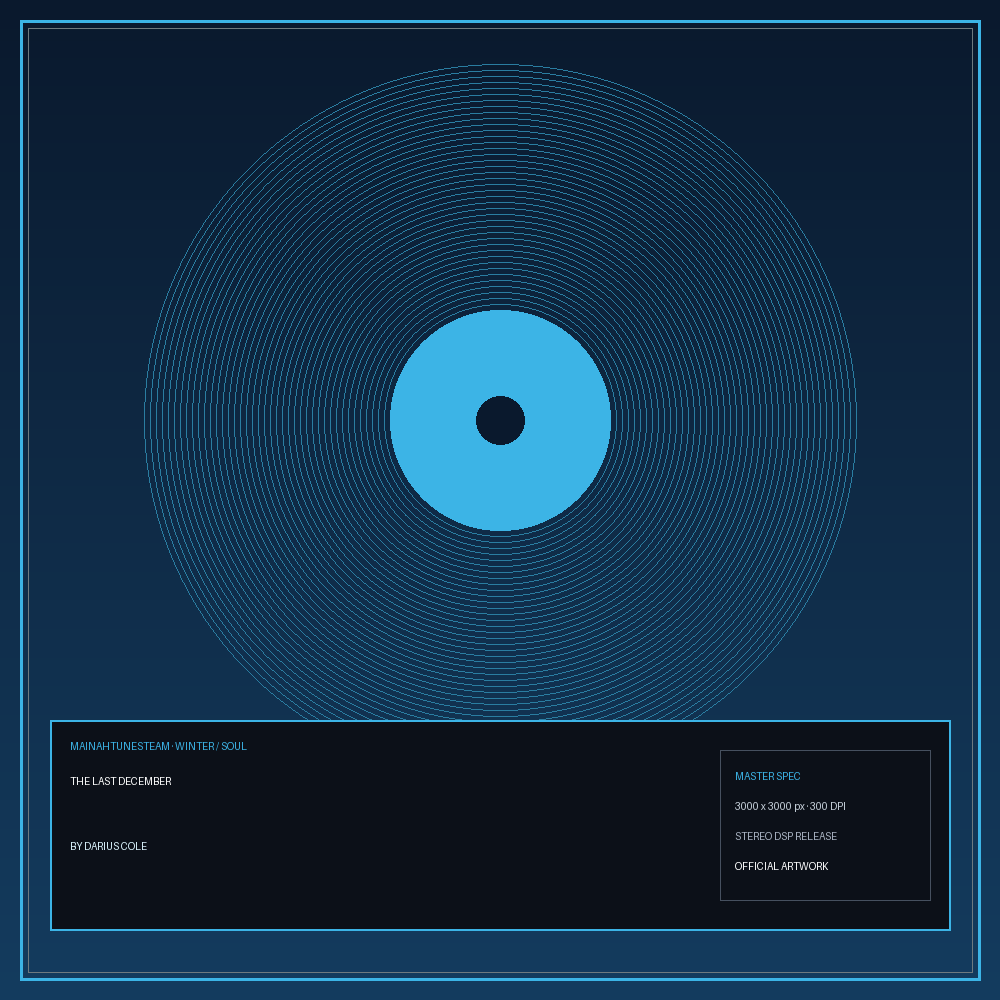 MAINAHTUNESTEAM · WINTER / SOUL
THE LAST DECEMBER
BY DARIUS COLE
MASTER SPEC
3000 x 3000 px · 300 DPI
STEREO DSP RELEASE
OFFICIAL ARTWORK